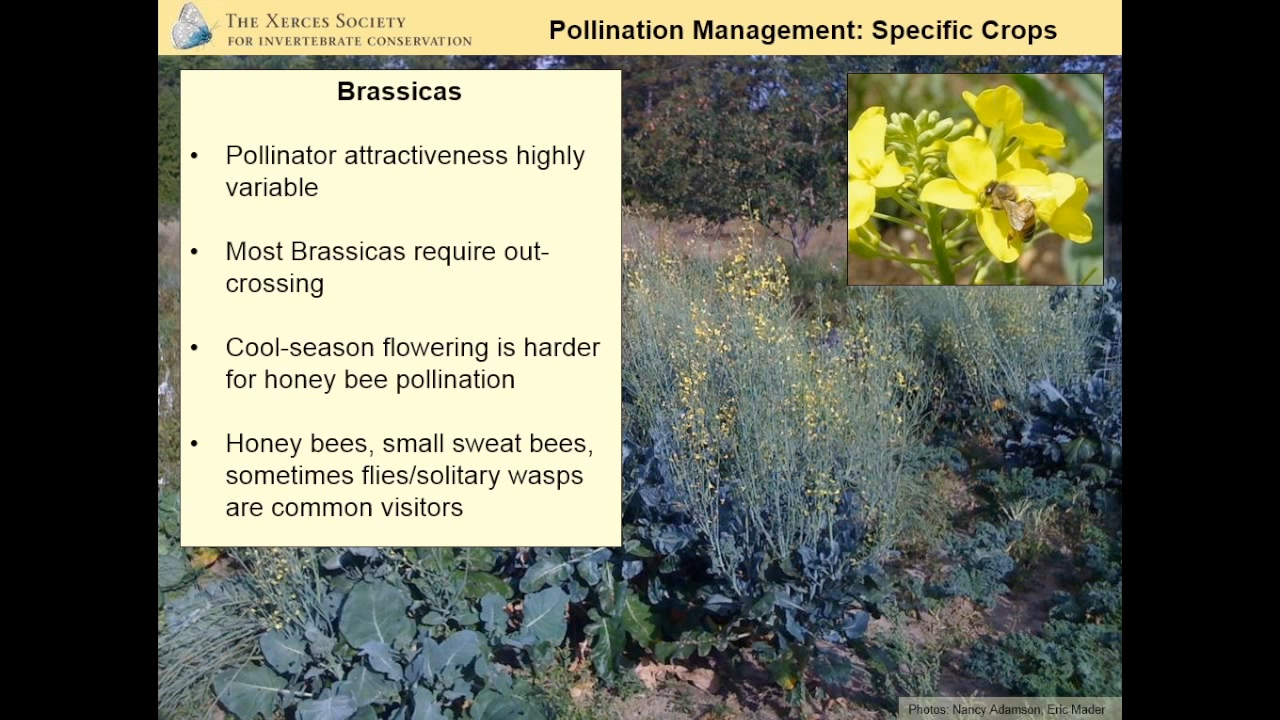 THE XERCES SOCIETY
FOR INVERTEBRATE CONSERVATION
Pollination Management: Specific Crops
Brassicas
• Pollinator attractiveness highly
variable
• Most Brassicas require out-
crossing
• Cool-season flowering is harder
for honey bee pollination
• Honey bees, small sweat bees,
sometimes flies/solitary wasps
are common visitors
Photos: Nancy Adamson, Eric Mader